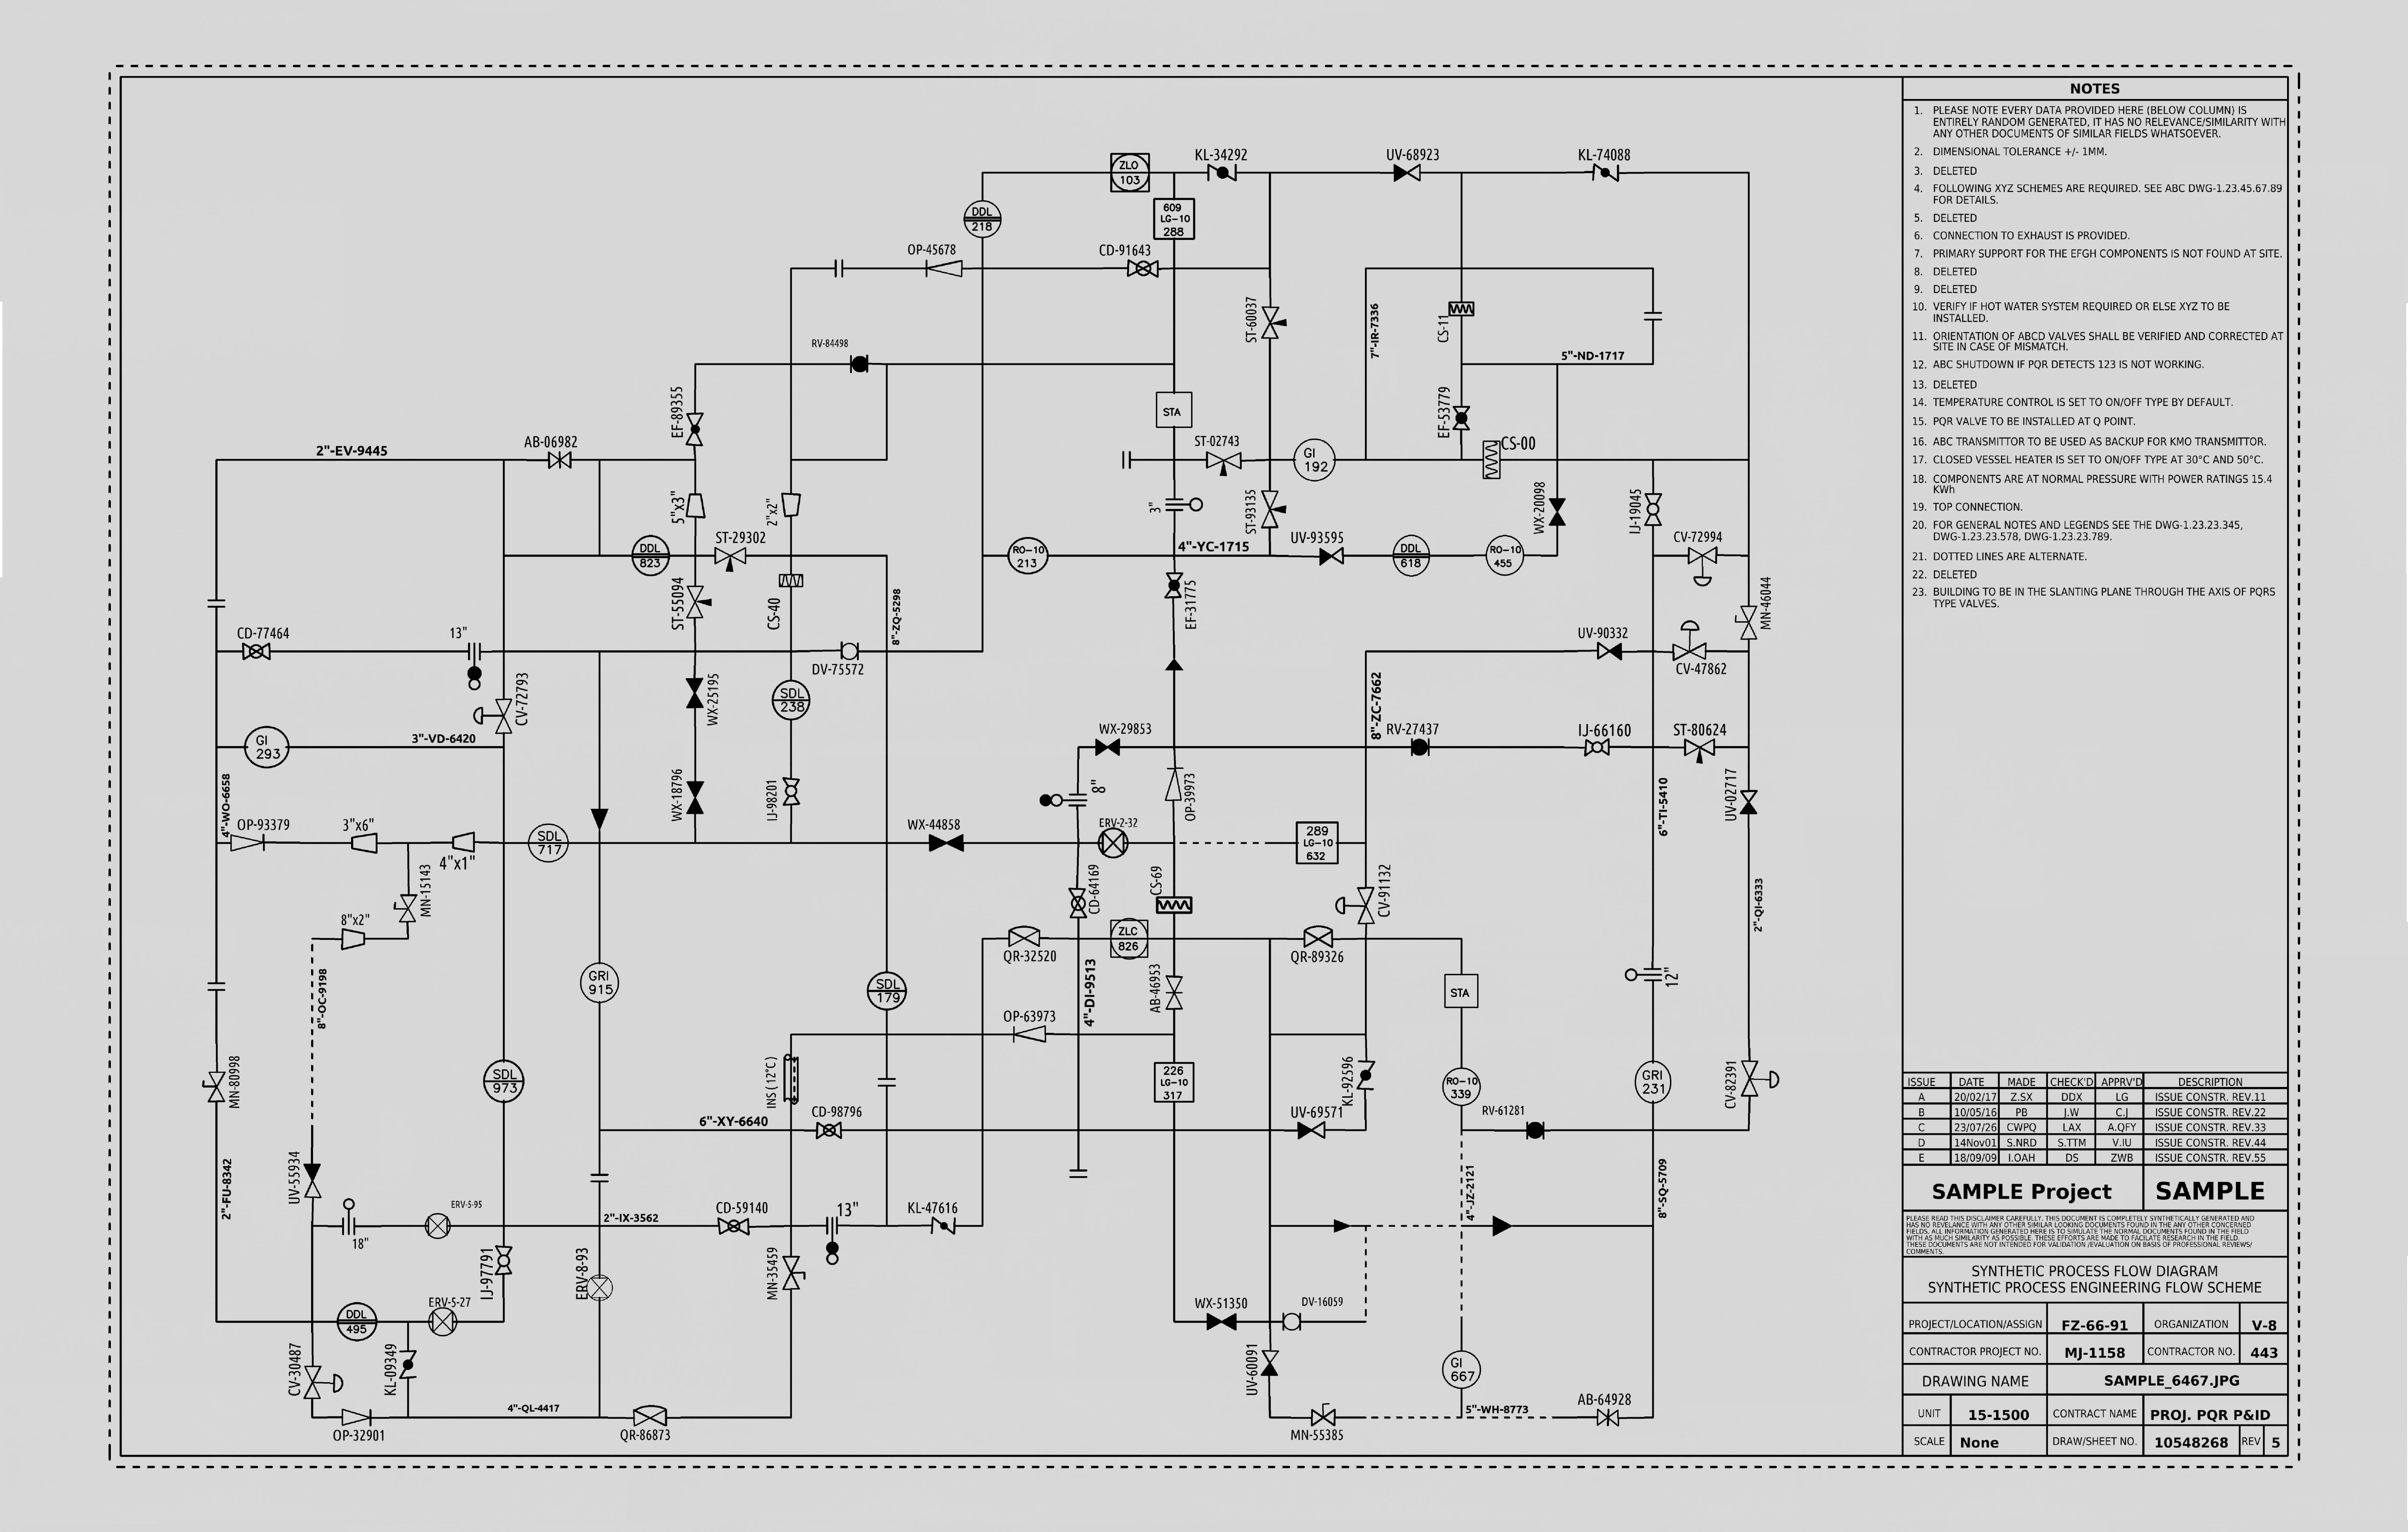 ZLO
103
KL-34292
UV-68923
KL-74088
DDL
218
609
LG-10
288
OP-45678
CD-91643
ST-60037
7"-IR-7336
CS-11
RV-84498
5"-ND-1717
EF-89355
STA
EF-53779
2"-EV-9445
AB-06982
ST-02743
GI
192
CS-00
5"x3"
2"x2"
3"
ST-93135
WX-20098
IJ-19045
DDL
823
ST-29302
RO-10
213
4"-YC-1715
UV-93595
DDL
618
RO-10
455
CV-72994
ST-55094
CS-40
8"-ZQ-5298
EF-31775
MN-46044
CD-77464
13"
DV-75572
UV-90332
CV-47862
CV-72793
WX-25195
SDL
238
8"-ZC-7662
GI
293
3"-VD-6420
WX-29853
RV-27437
IJ-66160
ST-80624
4"-WO-6658
WX-18796
IJ-98201
8"
OP-39973
6"-TI-5410
UV-02717
OP-93379
3"x6"
4"x1"
SDL
717
WX-44858
ERV-2-32
289
LG-10
632
MN-15143
CD-64169
CS-69
CV-91132
2"-QI-6333
8"x2"
QR-32520
ZLC
826
QR-89326
8"-OC-9198
GRI
915
SDL
179
4"-DI-9513
AB-46953
STA
12"
OP-63973
MN-80998
SDL
973
INS (12°C)
226
LG-10
317
KL-92596
RO-10
339
GRI
231
CV-82391
6"-XY-6640
CD-98796
UV-69571
RV-61281
2"-FU-8342
UV-55934
4"-JZ-2121
8"-SQ-5709
18"
ERV-5-95
2"-IX-3562
CD-59140
13"
KL-47616
IJ-97791
ERV-8-93
MN-35459
DDL
495
ERV-5-27
WX-51350
DV-16059
CV-30487
KL-09349
UV-60091
GI
667
OP-32901
4"-QL-4417
QR-86873
MN-55385
5"-WH-8773
AB-64928
NOTES
1. PLEASE NOTE EVERY DATA PROVIDED HERE (BELOW COLUMN) IS
ENTIRELY RANDOM GENERATED, IT HAS NO RELEVANCE/SIMILARITY WITH
ANY OTHER DOCUMENTS OF SIMILAR FIELDS WHATSOEVER.
2. DIMENSIONAL TOLERANCE +/- 1MM.
3. DELETED
4. FOLLOWING XYZ SCHEMES ARE REQUIRED. SEE ABC DWG-1.23.45.67.89
FOR DETAILS.
5. DELETED
6. CONNECTION TO EXHAUST IS PROVIDED.
7. PRIMARY SUPPORT FOR THE EFGH COMPONENTS IS NOT FOUND AT SITE.
8. DELETED
9. DELETED
10. VERIFY IF HOT WATER SYSTEM REQUIRED OR ELSE XYZ TO BE
INSTALLED.
11. ORIENTATION OF ABCD VALVES SHALL BE VERIFIED AND CORRECTED AT
SITE IN CASE OF MISMATCH.
12. ABC SHUTDOWN IF PQR DETECTS 123 IS NOT WORKING.
13. DELETED
14. TEMPERATURE CONTROL IS SET TO ON/OFF TYPE BY DEFAULT.
15. PQR VALVE TO BE INSTALLED AT Q POINT.
16. ABC TRANSMITTOR TO BE USED AS BACKUP FOR KMO TRANSMITTOR.
17. CLOSED VESSEL HEATER IS SET TO ON/OFF TYPE AT 30°C AND 50°C.
18. COMPONENTS ARE AT NORMAL PRESSURE WITH POWER RATINGS 15.4
KWh
19. TOP CONNECTION.
20. FOR GENERAL NOTES AND LEGENDS SEE THE DWG-1.23.23.345,
DWG-1.23.23.578, DWG-1.23.23.789.
21. DOTTED LINES ARE ALTERNATE.
22. DELETED
23. BUILDING TO BE IN THE SLANTING PLANE THROUGH THE AXIS OF PQRS
TYPE VALVES.
ISSUE DATE MADE CHECK'D APPRV'D DESCRIPTION
A 20/02/17 Z.SX DDX LG ISSUE CONSTR. REV.11
B 10/05/16 PB J.W C.J ISSUE CONSTR. REV.22
C 23/07/26 CWPQ LAX A.QFY ISSUE CONSTR. REV.33
D 14Nov01 S.NRD S.TTM V.IU ISSUE CONSTR. REV.44
E 18/09/09 I.OAH DS ZWB ISSUE CONSTR. REV.55
SAMPLE Project SAMPLE
PLEASE READ THIS DISCLAIMER CAREFULLY. THIS DOCUMENT IS COMPLETELY SYNTHETICALLY GENERATED AND
HAS NO REVELANCE WITH ANY OTHER SIMILAR LOOKING DOCUMENTS FOUND IN THE ANY OTHER CONCERNED
FIELDS. ALL INFORMATION GENERATED HERE IS TO SIMULATE THE NORMAL DOCUMENTS FOUND IN THE FIELD
WITH AS MUCH SIMILARITY AS POSSIBLE. THESE EFFORTS ARE MADE TO FACILATE RESEARCH IN THE FIELD.
THESE DOCUMENTS ARE NOT INTENDED FOR VALIDATION /EVALUATION ON BASIS OF PROFESSIONAL REVIEWS/
COMMENTS.
SYNTHETIC PROCESS FLOW DIAGRAM
SYNTHETIC PROCESS ENGINEERING FLOW SCHEME
PROJECT/LOCATION/ASSIGN FZ-66-91 ORGANIZATION V-8
CONTRACTOR PROJECT NO. MJ-1158 CONTRACTOR NO. 443
DRAWING NAME SAMPLE_6467.JPG
UNIT 15-1500 CONTRACT NAME PROJ. PQR P&ID
SCALE None DRAW/SHEET NO. 10548268 REV 5